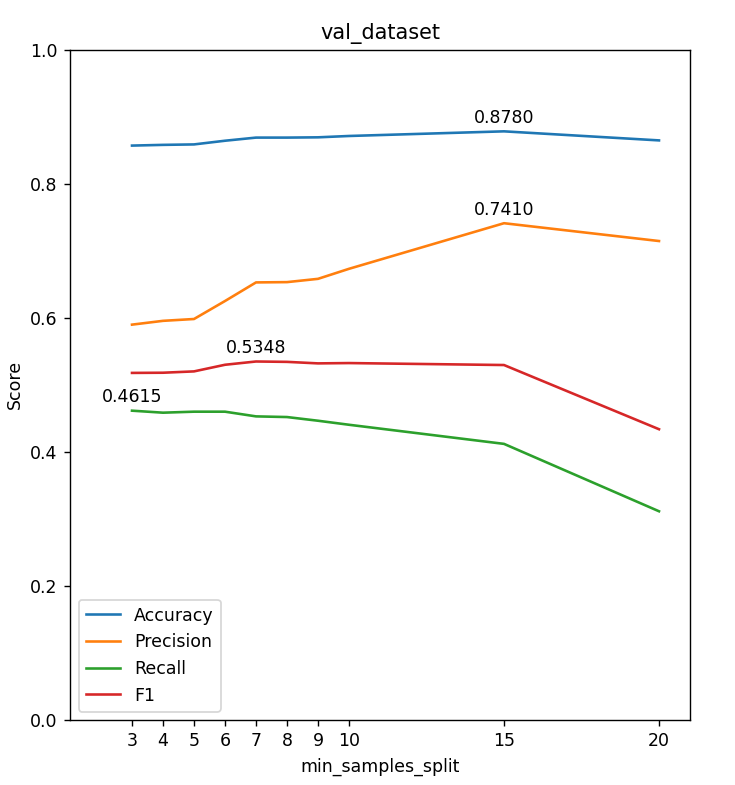 val_dataset
1.0
0.8
0.6
0.4
0.2
0.0
Score
0.8780
0.7410
0.5348
0.4615
Accuracy
Precision
Recall
F1
3 4 5 6 7 8 9 10 15 20
min_samples_split